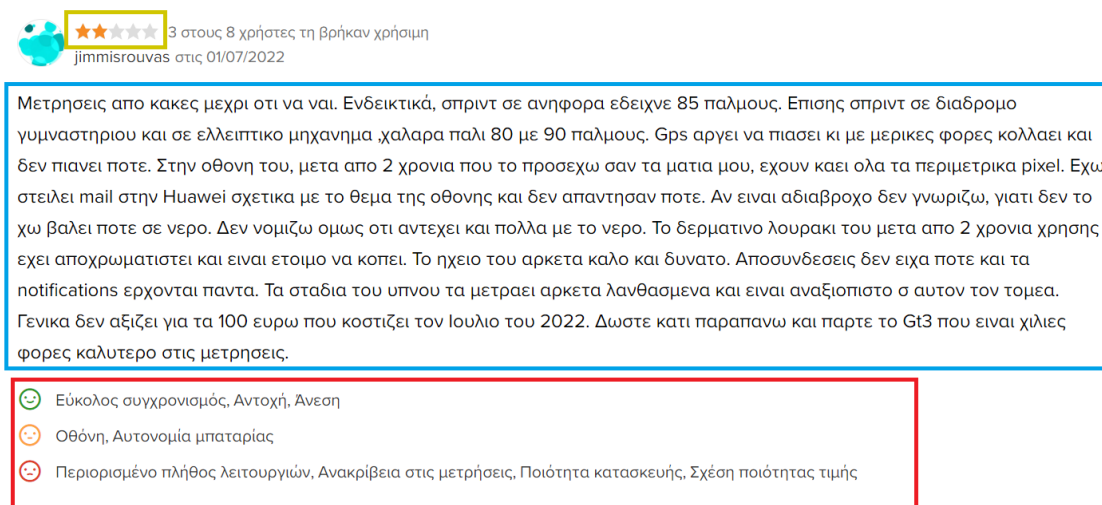 3 στους 8 χρήστες τη βρήκαν χρήσιμη
jimmisrouvas στις 01/07/2022
Μετρησεις απο κακες μεχρι οτι να ναι. Ενδεικτικά, σπριντ σε ανηφορα εδειχνε 85 παλμους. Επισης σπριντ σε διαδρομο
γυμναστηριου και σε ελλειπτικο μηχανημα ,χαλαρα παλι 80 με 90 παλμους. Gps αργει να πιασει κι με μερικες φορες κολλαει και
δεν πιανει ποτε. Στην οθονη του, μετα απο 2 χρονια που το προσεχω σαν τα ματια μου, εχουν καει ολα τα περιμετρικα pixel. Εχω
στειλει mail στην Huawei σχετικα με το θεμα της οθονης και δεν απαντησαν ποτε. Αν ειναι αδιαβροχο δεν γνωριζω, γιατι δεν το
χω βαλει ποτε σε νερο. Δεν νομιζω ομως οτι αντεχει και πολλα με το νερο. Το δερματινο λουρακι του μετα απο 2 χρονια χρησης
εχει αποχρωματιστει και ειναι ετοιμο να κοπει. Το ηχειο του αρκετα καλο και δυνατο. Αποσυνδεσεις δεν ειχα ποτε και τα
notifications ερχονται παντα. Τα σταδια του υπνου τα μετραει αρκετα λανθασμενα και ειναι αναξιοπιστο σ αυτον τον τομεα.
Γενικα δεν αξιζει για τα 100 ευρω που κοστιζει τον Ιουλιο του 2022. Δωστε κατι παραπανω και παρτε το Gt3 που ειναι χιλιες
φορες καλυτερο στις μετρησεις.
Εύκολος συγχρονισμός, Αντοχή, Άνεση
Οθόνη, Αυτονομία μπαταρίας
Περιορισμένο πλήθος λειτουργιών, Ανακρίβεια στις μετρήσεις, Ποιότητα κατασκευής, Σχέση ποιότητας τιμής